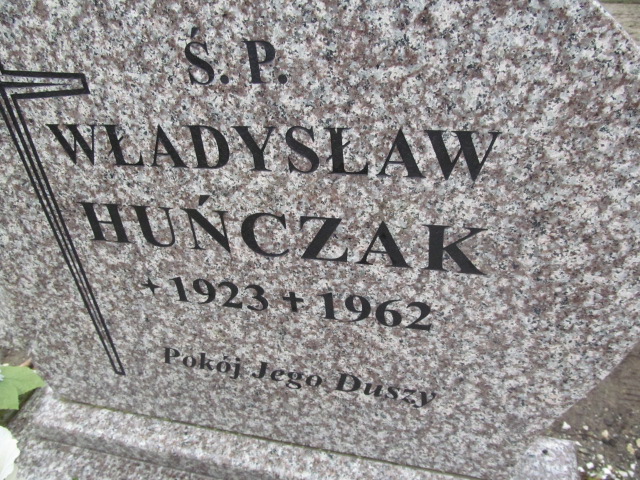 Ś. P.
WŁADYSŁAW
HUŃCZAK
+ 1923 ✝ 1962
Pokój Jego Duszy